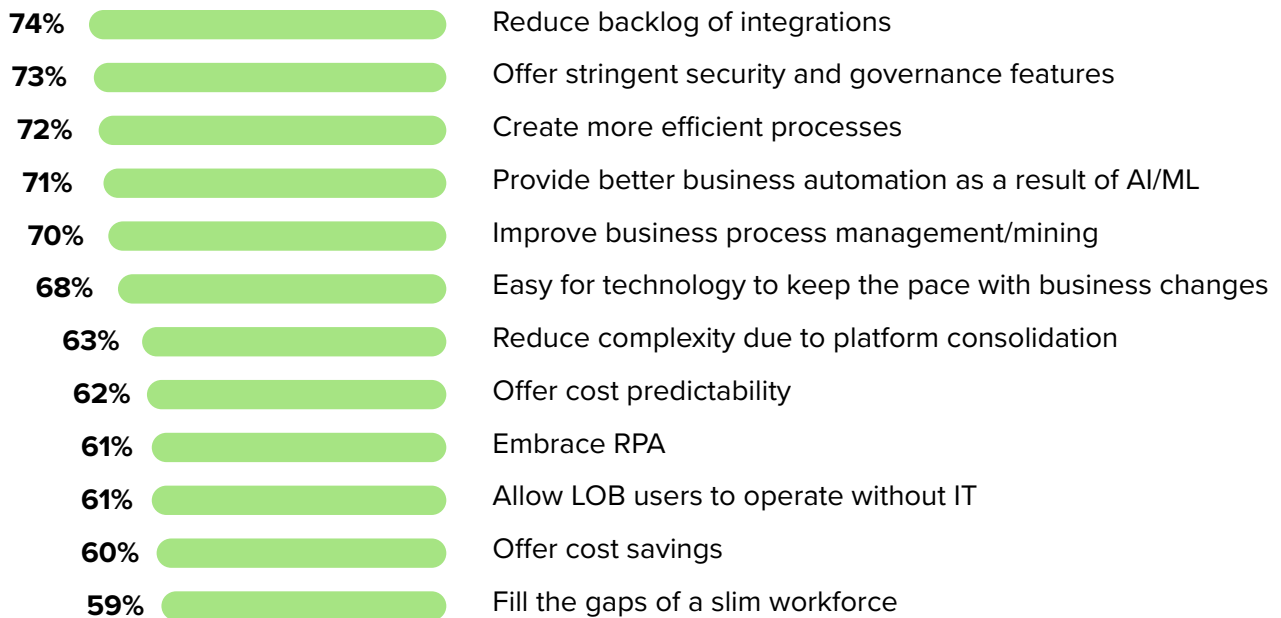 74% Reduce backlog of integrations
73% Offer stringent security and governance features
72% Create more efficient processes
71% Provide better business automation as a result of AI/ML
70% Improve business process management/mining
68% Easy for technology to keep the pace with business changes
63% Reduce complexity due to platform consolidation
62% Offer cost predictability
61% Embrace RPA
61% Allow LOB users to operate without IT
60% Offer cost savings
59% Fill the gaps of a slim workforce